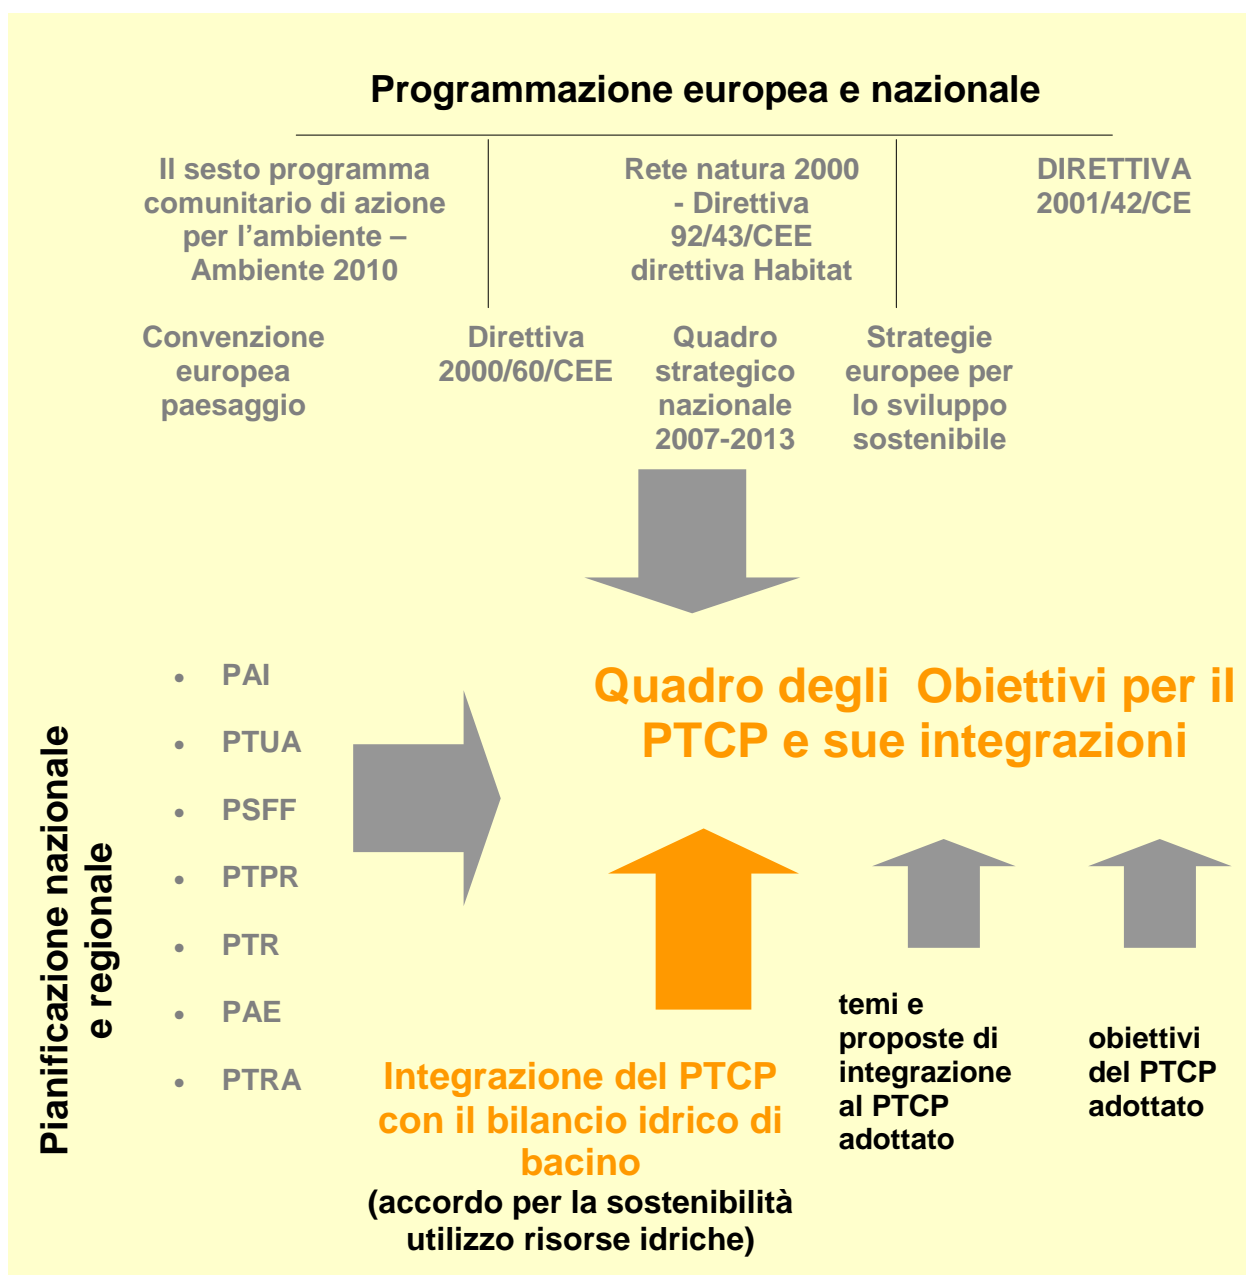 Programmazione europea e nazionale
Il sesto programma
comunitario di azione
per l’ambiente –
Ambiente 2010
Rete natura 2000
- Direttiva
92/43/CEE
direttiva Habitat
DIRETTIVA
2001/42/CE
Convenzione
europea
paesaggio
Direttiva
2000/60/CEE
Quadro
strategico
nazionale
2007-2013
Strategie
europee per
lo sviluppo
sostenibile
Pianificazione nazionale
e regionale
• PAI
• PTUA
• PSFF
• PTPR
• PTR
• PAE
• PTRA
Quadro degli Obiettivi per il
PTCP e sue integrazioni
Integrazione del PTCP
con il bilancio idrico di
bacino
(accordo per la sostenibilità
utilizzo risorse idriche)
temi e
proposte di
integrazione
al PTCP
adottato
obiettivi
del PTCP
adottato